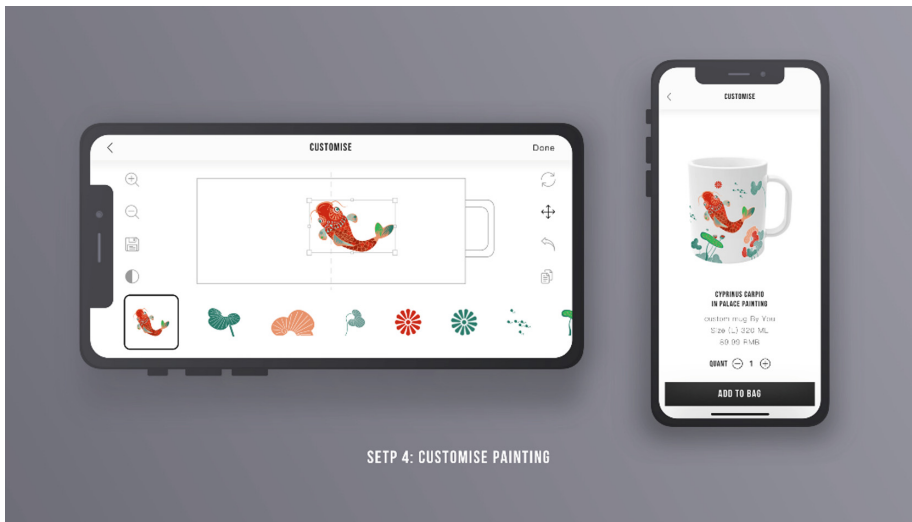 CUSTOMISE
Done
CUSTOMISE
CYPRINUS CARPIO
IN PALACE PAINTING
custom mug By You
Size (L) 320 ML
69.99 RMB
QUANT 1
ADD TO BAG
SETP 4: CUSTOMISE PAINTING